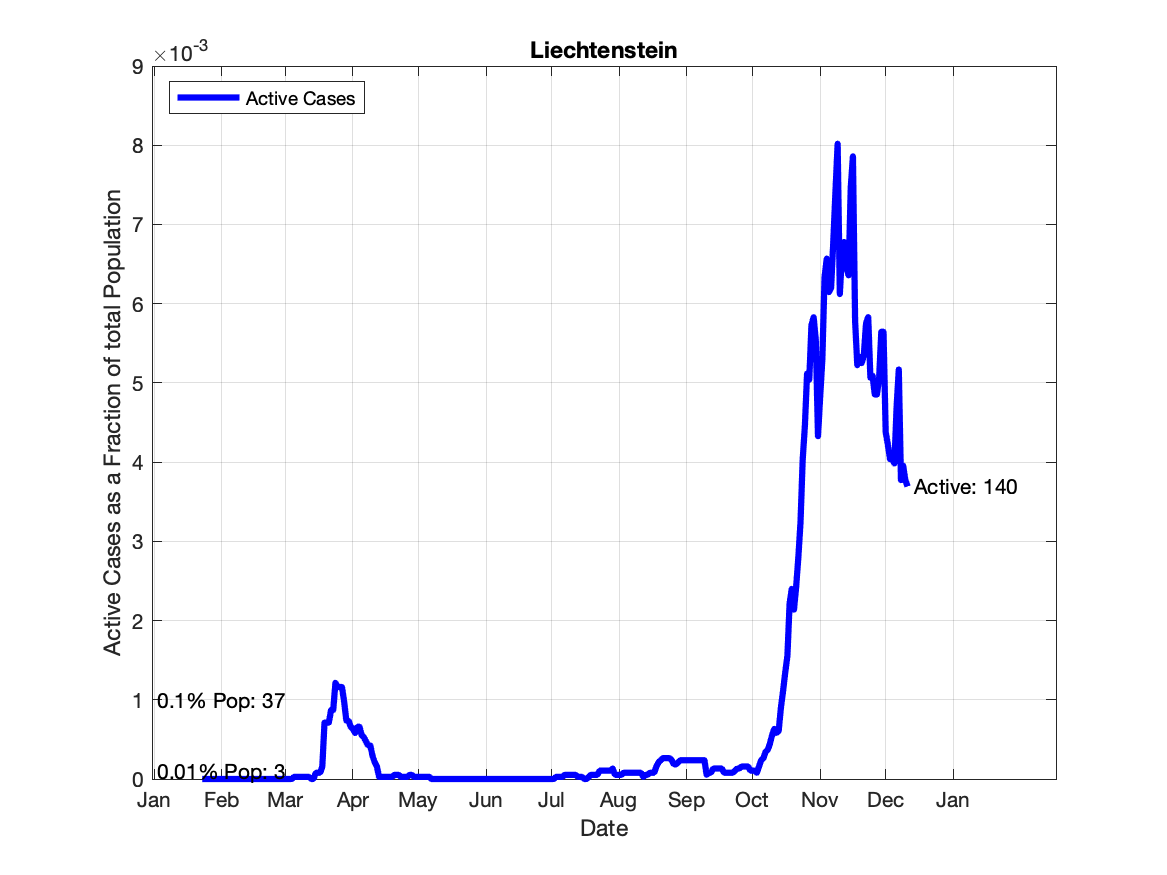 Liechtenstein
×10-3
Active Cases
9
8
7
6
5
4
3
2
1
0
Active Cases as a Fraction of total Population
Active: 140
0.1% Pop: 37
0.01% Pop: 3
Jan Feb Mar Apr May Jun Jul Aug Sep Oct Nov Dec Jan
Date